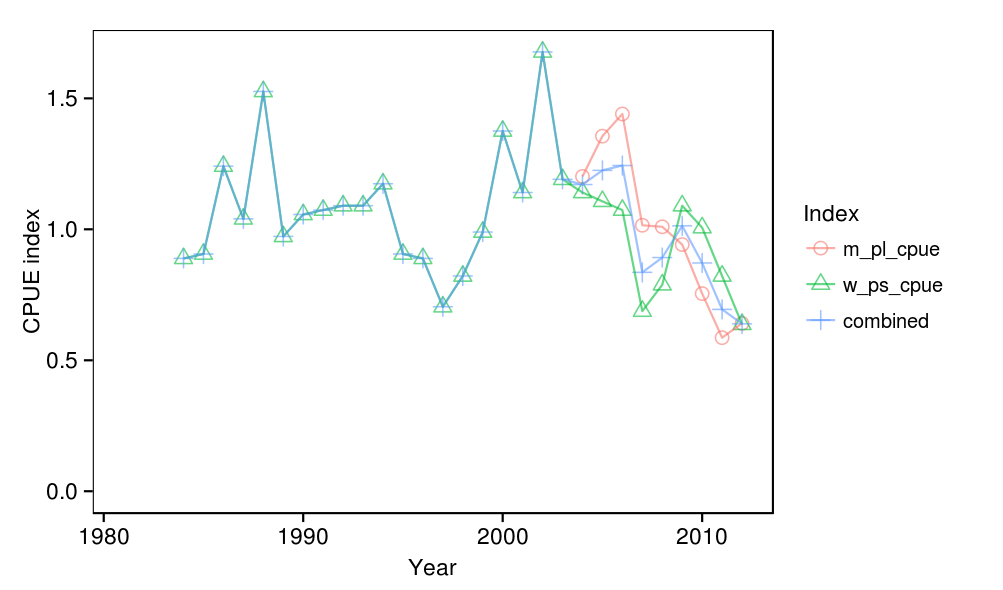 CPUE index
1.5
1.0
0.5
0.0
1980
1990
2000
2010
Year
Index
m_pl_cpue
w_ps_cpue
combined